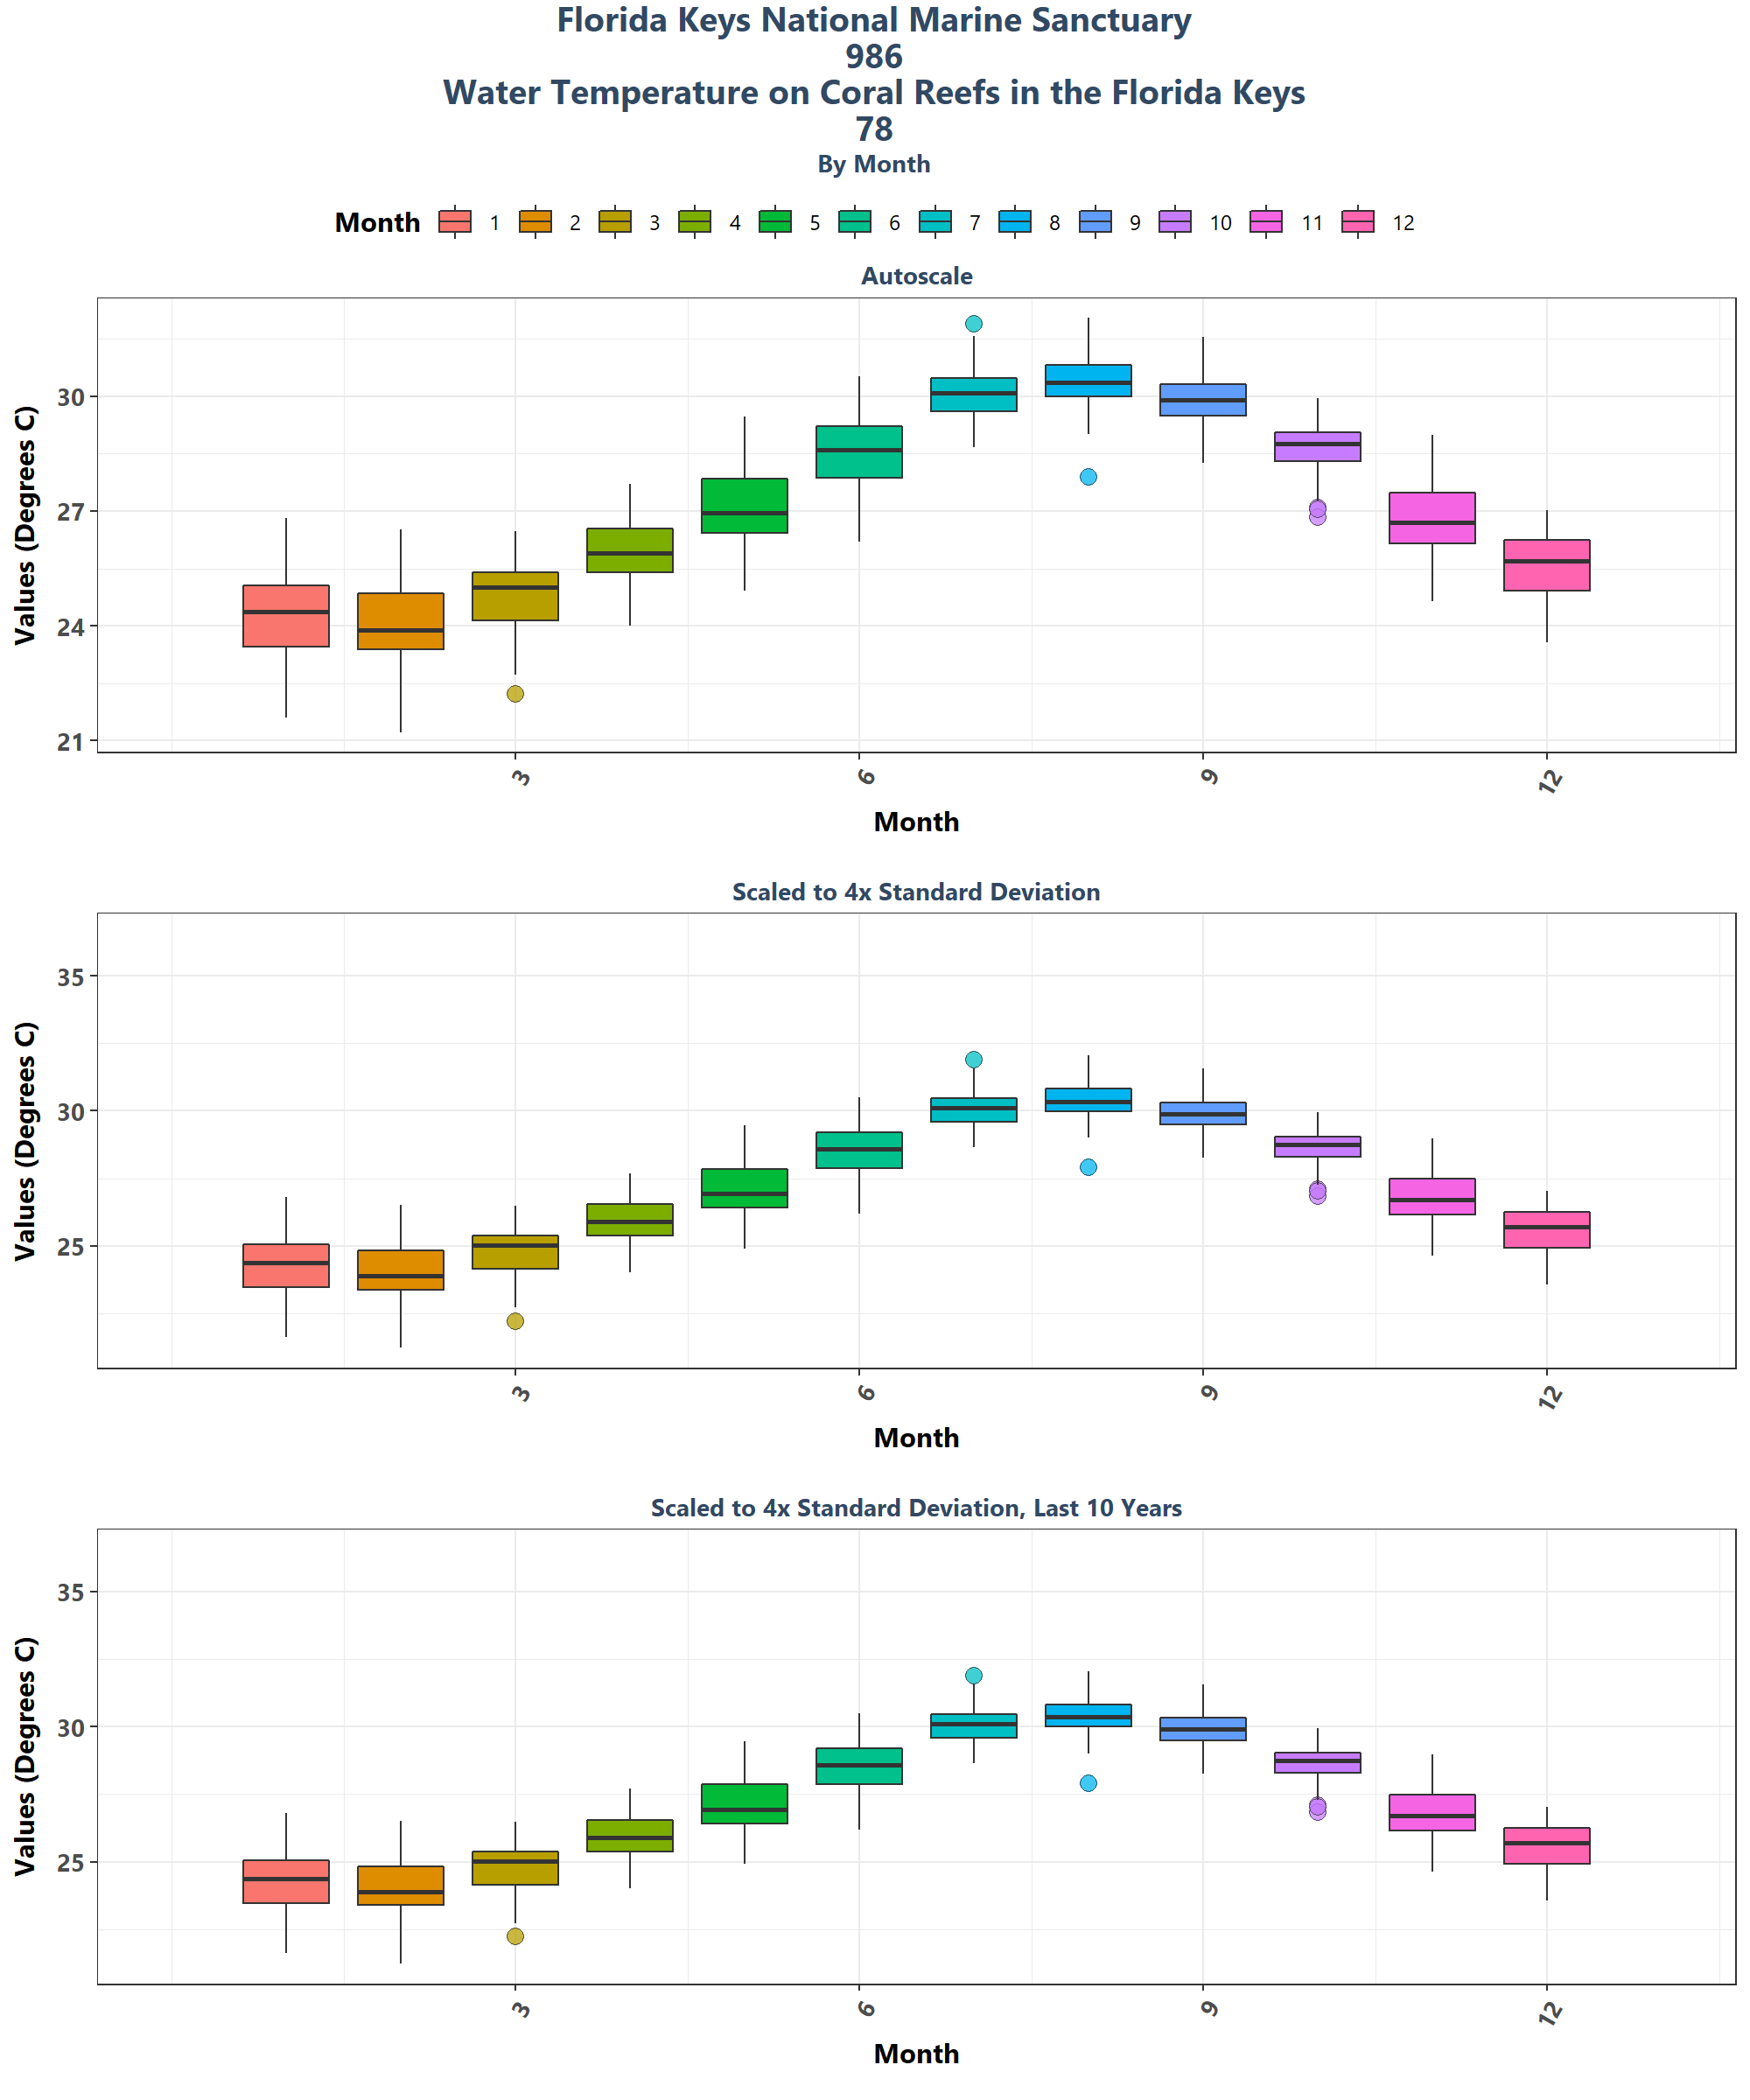 Florida Keys National Marine Sanctuary
986
Water Temperature on Coral Reefs in the Florida Keys
78
By Month
Month 1 2 3 4 5 6 7 8 9 10 11 12
Autoscale
Values (Degrees C)
30
27
24
21
3 6 9 12
Month
Scaled to 4x Standard Deviation
Values (Degrees C)
35
30
25
3 6 9 12
Month
Scaled to 4x Standard Deviation, Last 10 Years
Values (Degrees C)
35
30
25
3 6 9 12
Month